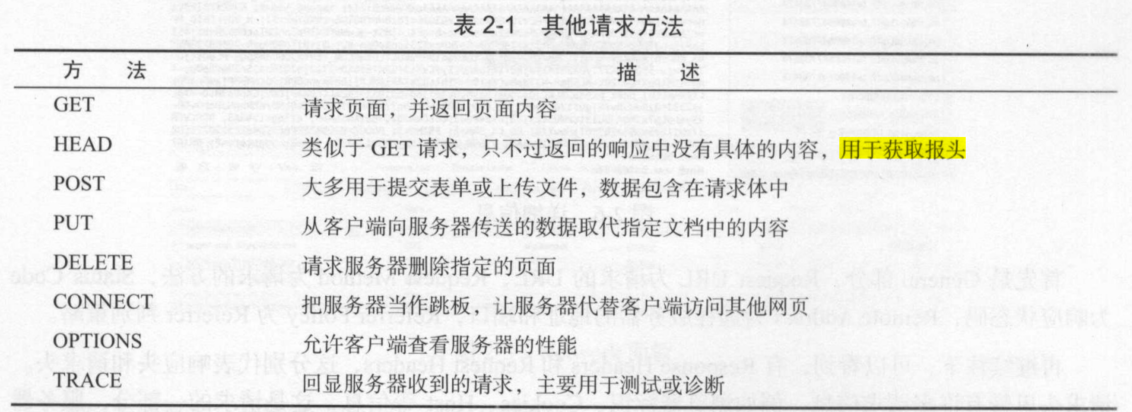 表 2-1 其他请求方法
方 法 描 述
GET 请求页面，并返回页面内容
HEAD 类似于 GET 请求，只不过返回的响应中没有具体的内容，用于获取报头
POST 大多用于提交表单或上传文件，数据包含在请求体中
PUT 从客户端向服务器传送的数据取代指定文档中的内容
DELETE 请求服务器删除指定的页面
CONNECT 把服务器当作跳板，让服务器代替客户端访问其他网页
OPTIONS 允许客户端查看服务器的性能
TRACE 回显服务器收到的请求，主要用于测试或诊断